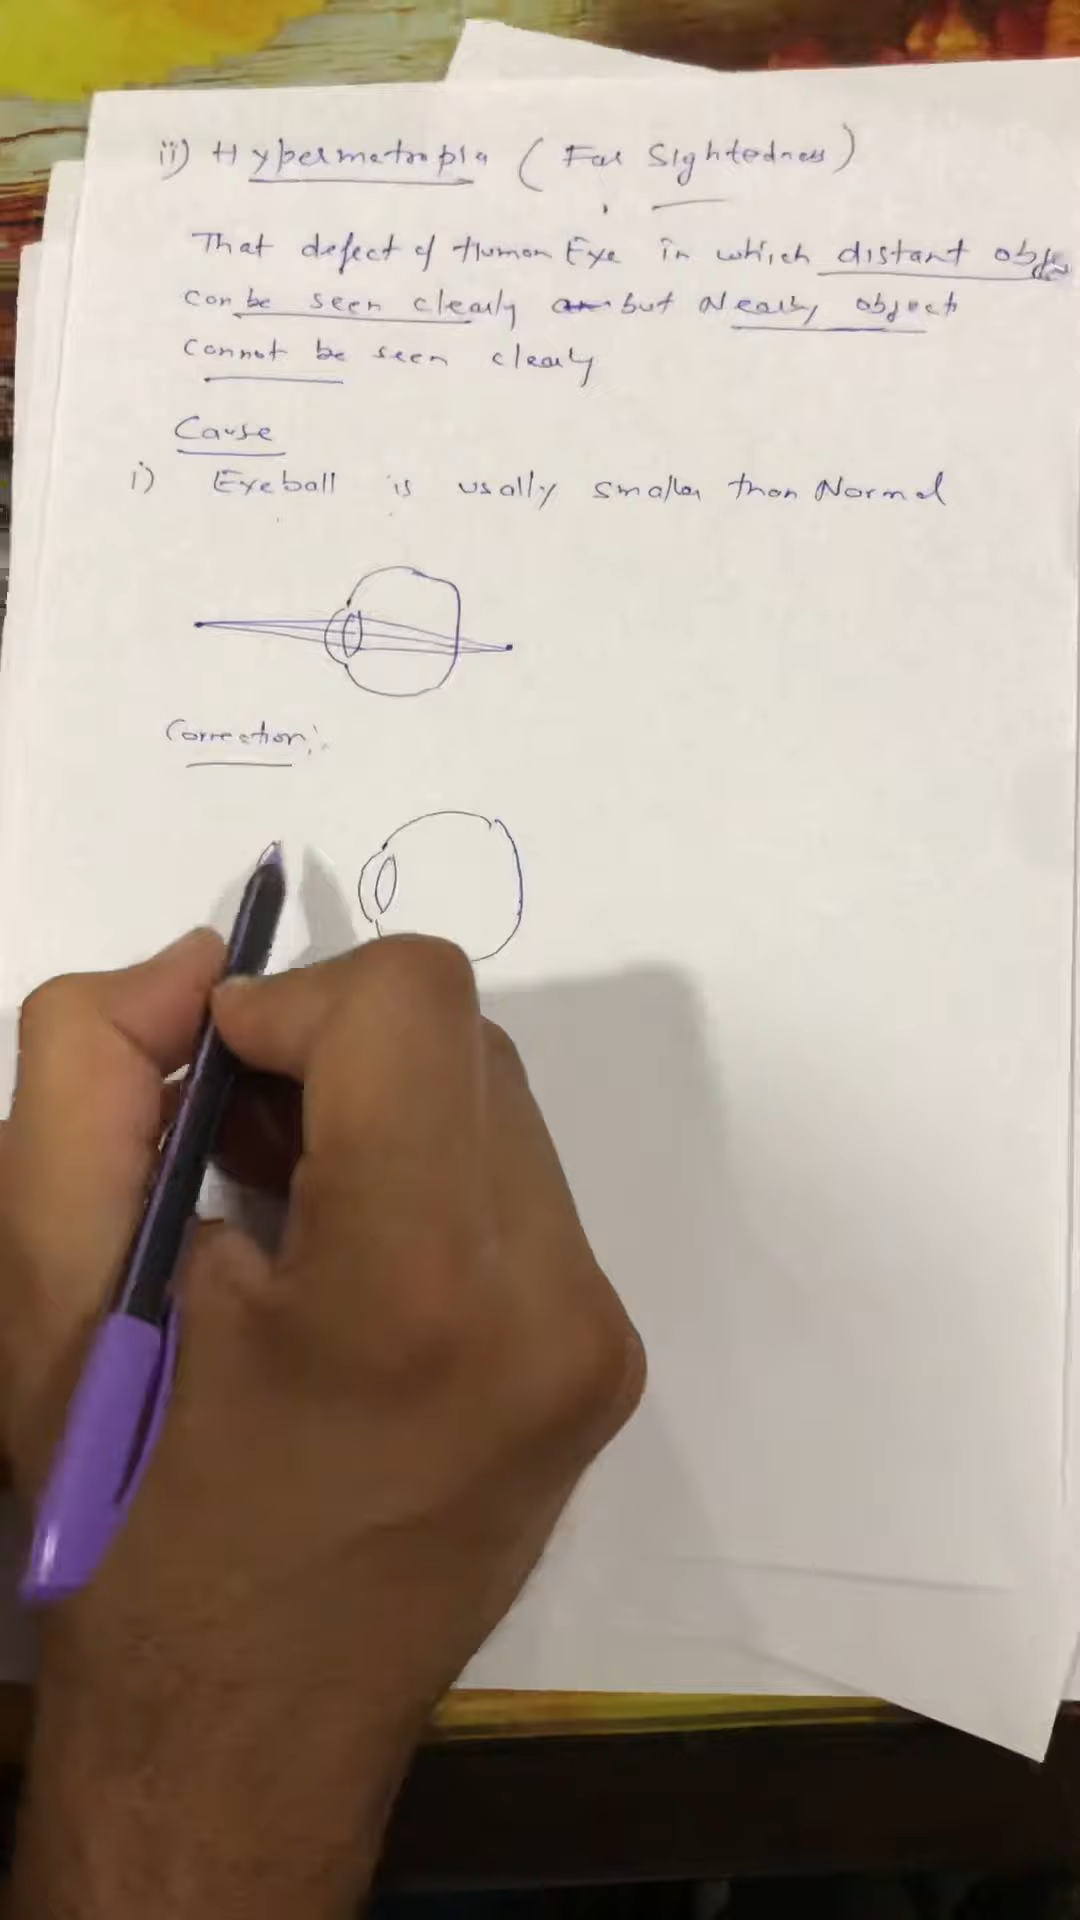 ii) Hypermetropia (Far Sightedness)
That defect of Human Eye in which distant
can be seen clearly but Nearby object
cannot be seen clearly
Cause
i) Eyeball is usally smaller than Normal
Correction: